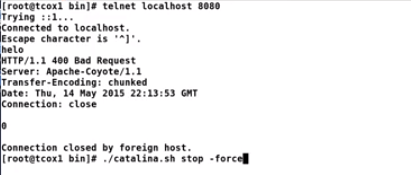 [root@tcox1 bin]# telnet localhost 8080
Trying ::1...
Connected to localhost.
Escape character is '^]'.
helo
HTTP/1.1 400 Bad Request
Server: Apache-Coyote/1.1
Transfer-Encoding: chunked
Date: Thu, 14 May 2015 22:13:53 GMT
Connection: close
0
Connection closed by foreign host.
[root@tcox1 bin]# ./catalina.sh stop -force